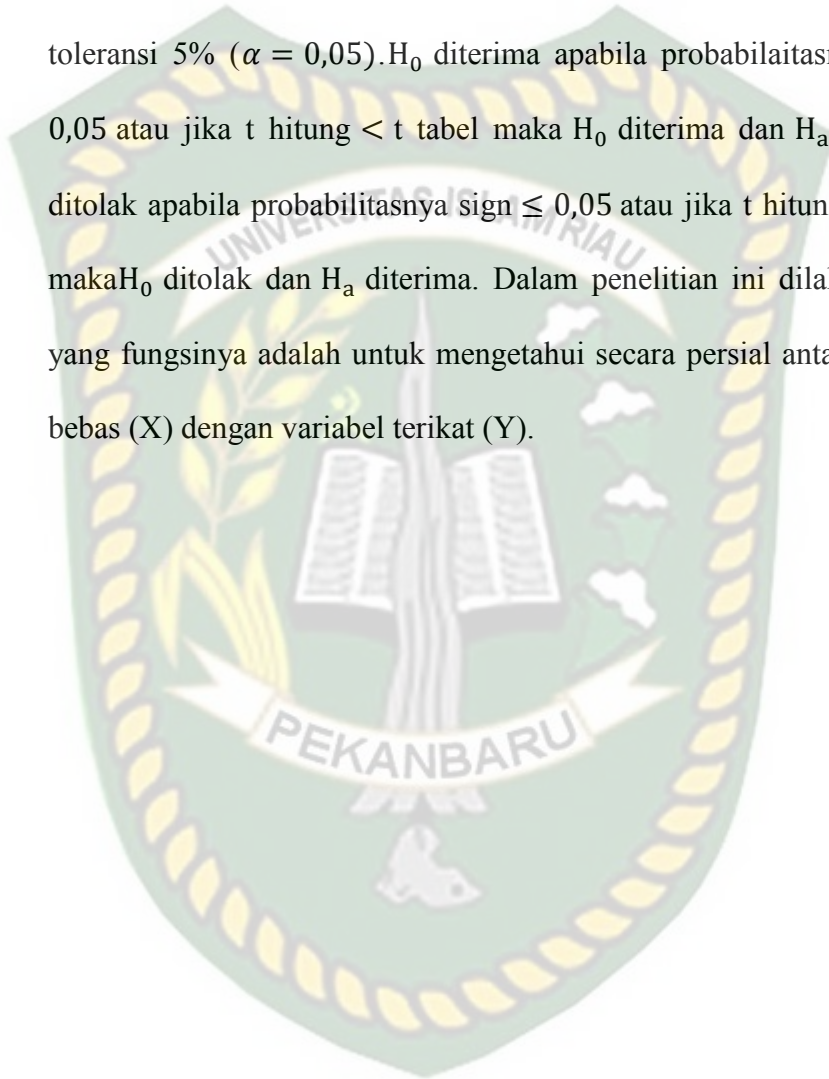 toleransi 5% (𝛼 = 0,05).H₀ diterima apabila probabilaitasn
0,05 atau jika t hitung < t tabel maka H₀ diterima dan Hₐ
ditolak apabila probabilitasnya sign ≤ 0,05 atau jika t hitun
makaH₀ ditolak dan Hₐ diterima. Dalam penelitian ini dilal
yang fungsinya adalah untuk mengetahui secara persial anta
bebas (X) dengan variabel terikat (Y).
UNIVERSITAS ISLAM RIAU
PEKANBARU